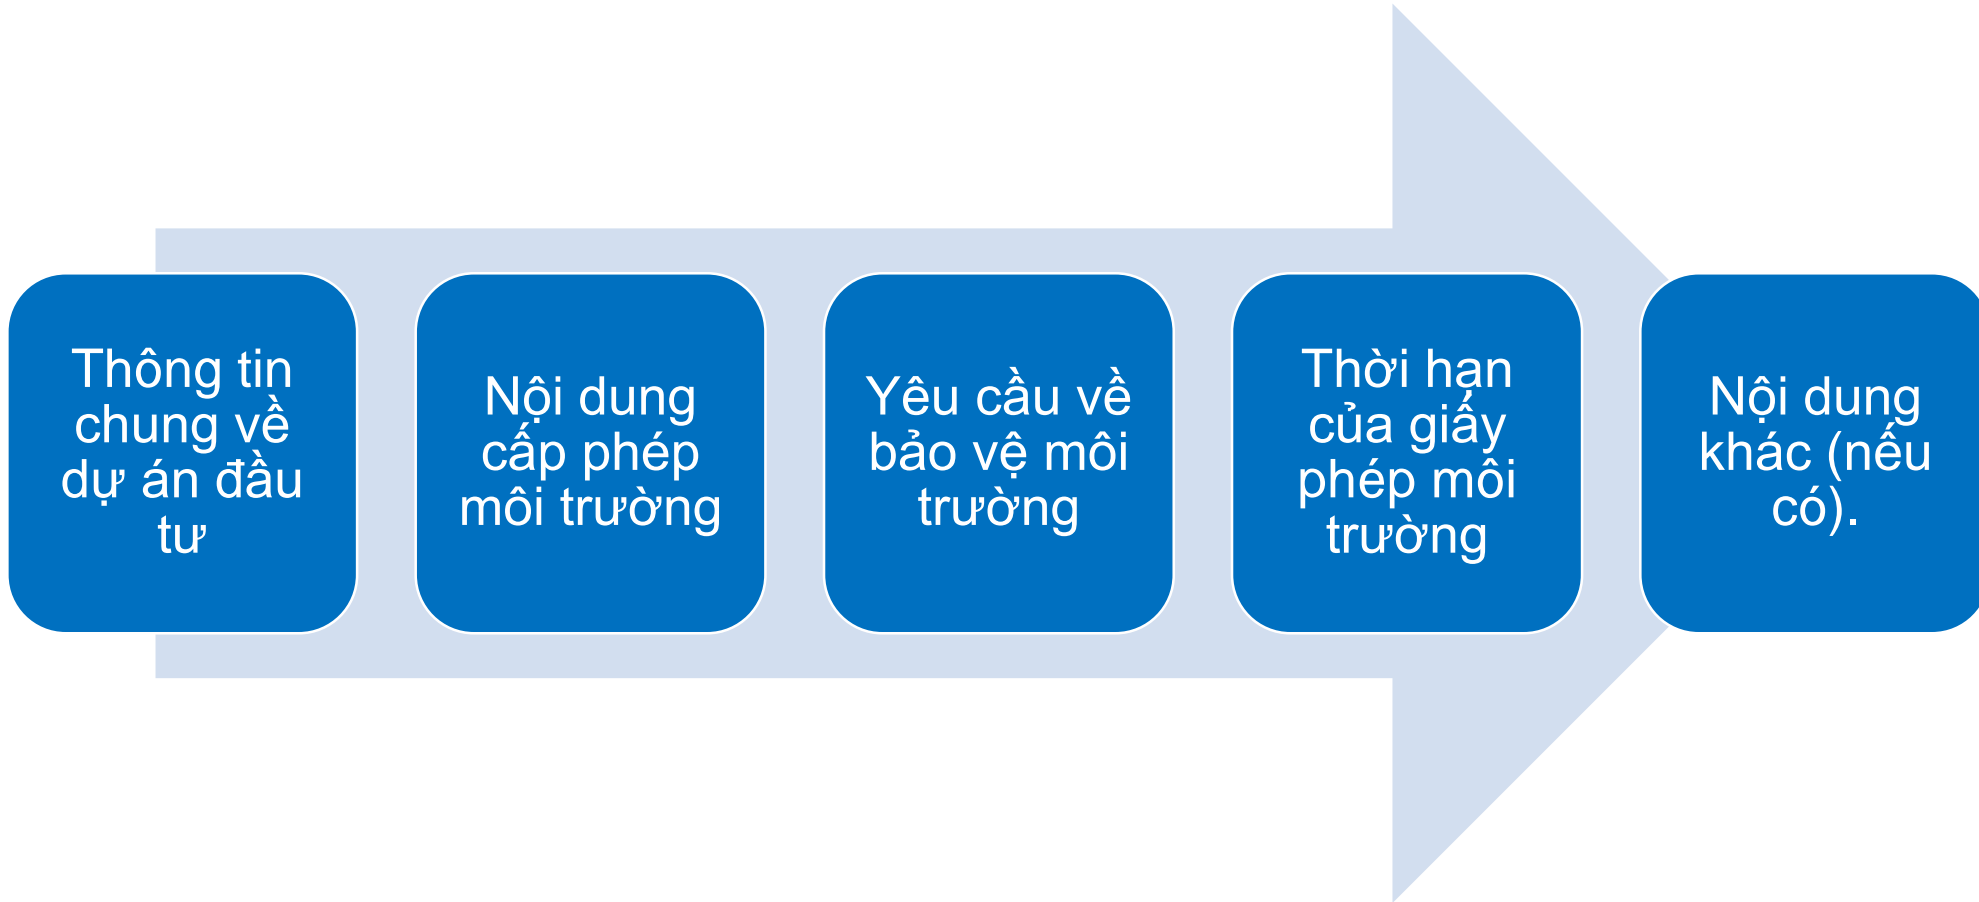 Thông tin
chung về
dự án đầu
tư
Nội dung
cấp phép
môi trường
Yêu cầu về
bảo vệ môi
trường
Thời hạn
của giấy
phép môi
trường
Nội dung
khác (nếu
có).